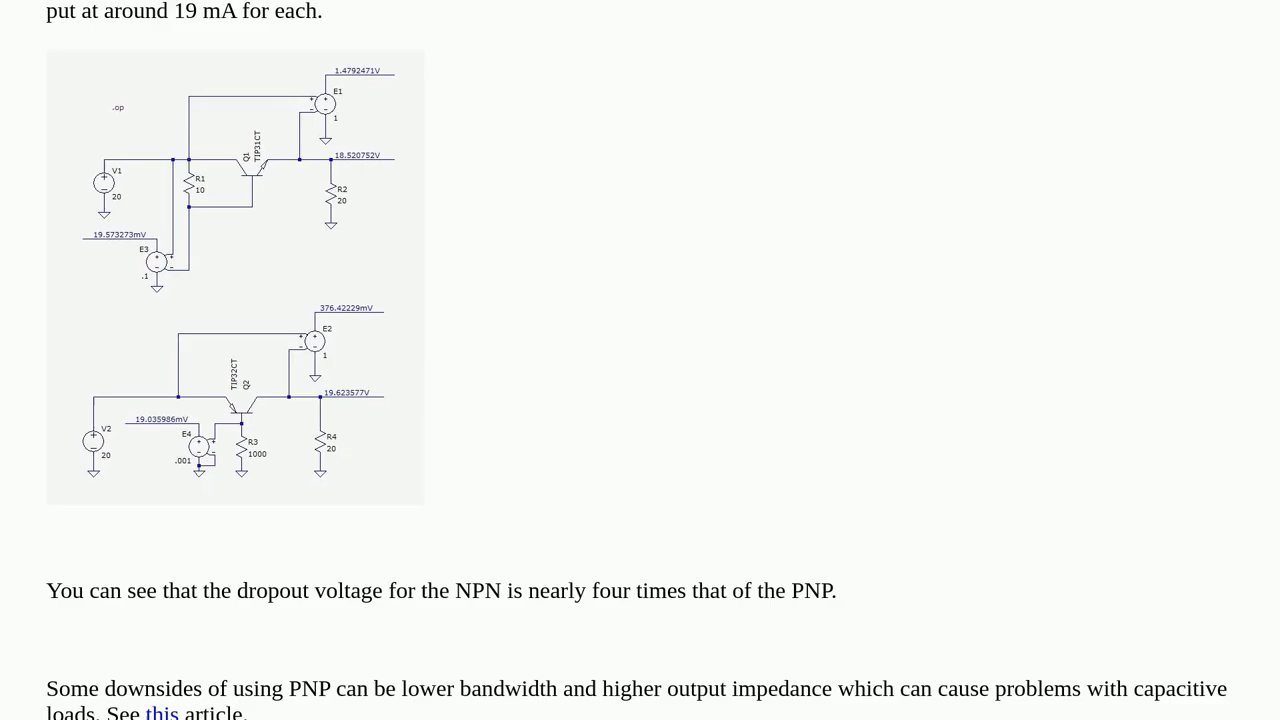 put at around 19 mA for each.
1.4792471V
E1
.op
1
Q1
TIP31CT
18.520752V
V1
R1
10
20
R2
20
19.573273mV
E3
.1
376.42229mV
E2
1
TIP32CT
Q2
19.623577V
19.035986mV
V2
E4
20
.001
R3
1000
R4
20
You can see that the dropout voltage for the NPN is nearly four times that of the PNP.
Some downsides of using PNP can be lower bandwidth and higher output impedance which can cause problems with capacitive
loads. See this article.